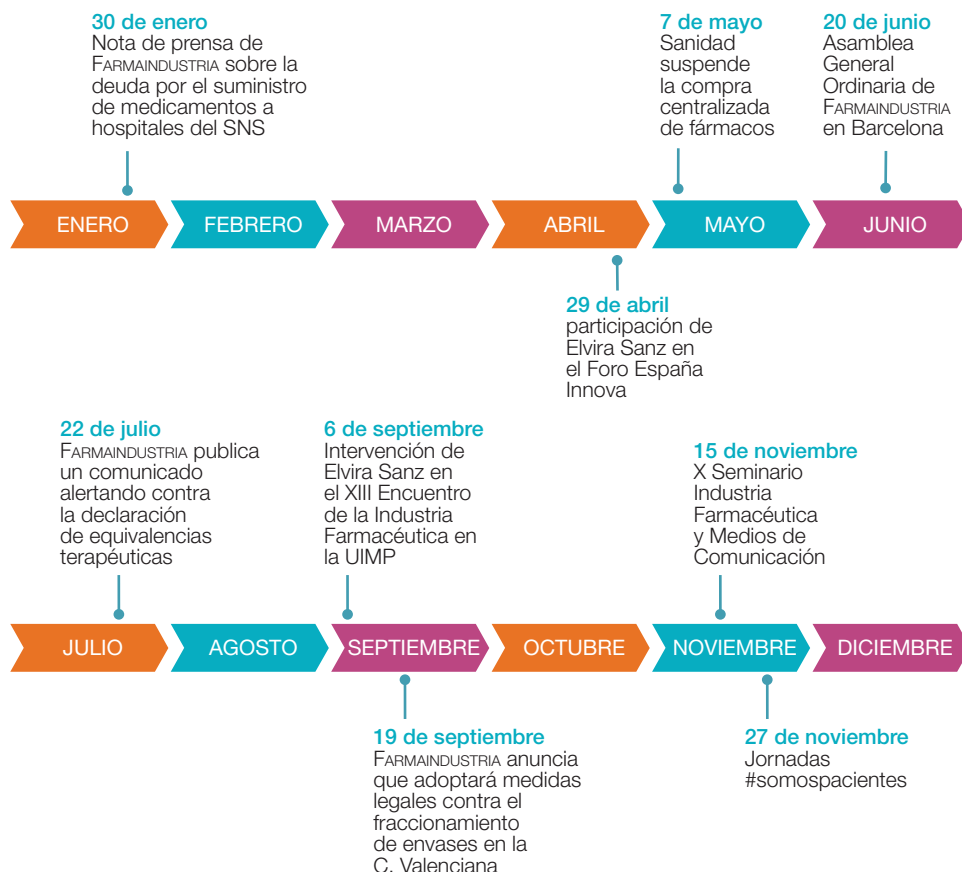 30 de enero
Nota de prensa de
FARMAINDUSTRIA sobre la
deuda por el suministro
de medicamentos a
hospitales del SNS
7 de mayo
Sanidad
suspende
la compra
centralizada
de fármacos
20 de junio
Asamblea
General
Ordinaria de
FARMAINDUSTRIA
en Barcelona
ENERO
FEBRERO
MARZO
ABRIL
MAYO
JUNIO
29 de abril
participación de
Elvira Sanz en
el Foro España
Innova
22 de julio
FARMAINDUSTRIA publica
un comunicado
alertando contra
la declaración
de equivalencias
terapéuticas
6 de septiembre
Intervención de
Elvira Sanz en
el XIII Encuentro
de la Industria
Farmacéutica en
la UIMP
15 de noviembre
X Seminario
Industria
Farmacéutica
y Medios de
Comunicación
JULIO
AGOSTO
SEPTIEMBRE
OCTUBRE
NOVIEMBRE
DICIEMBRE
19 de septiembre
FARMAINDUSTRIA anuncia
que adoptará medidas
legales contra el
fraccionamiento
de envases en la
C. Valenciana
27 de noviembre
Jornadas
#somospacientes